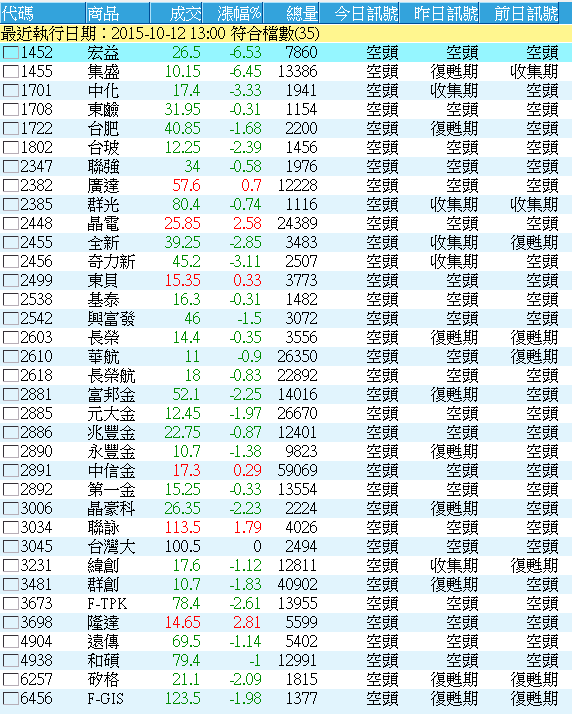 代碼 商品 成交 漲幅% 總量 今日訊號 昨日訊號 前日訊號
最近執行日期：2015-10-12 13:00 符合檔數(35)
1452 宏益 26.5 -6.53 7860 空頭 空頭 空頭
1455 集盛 10.15 -6.45 13386 空頭 復甦期 收集期
1701 中化 17.4 -3.33 1941 空頭 收集期 空頭
1708 東鹼 31.95 -0.31 1154 空頭 空頭 空頭
1722 台肥 40.85 -1.68 2200 空頭 復甦期 空頭
1802 台玻 12.25 -2.39 1456 空頭 空頭 空頭
2347 聯強 34 -0.58 1976 空頭 空頭 空頭
2382 廣達 57.6 0.7 12228 空頭 空頭 空頭
2385 群光 80.4 -0.74 1116 空頭 收集期 收集期
2448 晶電 25.85 2.58 24389 空頭 空頭 空頭
2455 全新 39.25 -2.85 3483 空頭 收集期 復甦期
2456 奇力新 45.2 -3.11 2507 空頭 收集期 空頭
2499 東貝 15.35 0.33 3773 空頭 空頭 空頭
2538 基泰 16.3 -0.31 1482 空頭 空頭 空頭
2542 興富發 46 -1.5 3072 空頭 空頭 空頭
2603 長榮 14.4 -0.35 3556 空頭 復甦期 復甦期
2610 華航 11 -0.9 26350 空頭 空頭 復甦期
2618 長榮航 18 -0.83 22892 空頭 空頭 空頭
2881 富邦金 52.1 -2.25 14016 空頭 復甦期 空頭
2885 元大金 12.45 -1.97 26670 空頭 空頭 空頭
2886 兆豐金 22.75 -0.87 12401 空頭 空頭 空頭
2890 永豐金 10.7 -1.38 9823 空頭 復甦期 空頭
2891 中信金 17.3 0.29 59069 空頭 空頭 空頭
2892 第一金 15.25 -0.33 13554 空頭 空頭 空頭
3006 晶豪科 26.35 -2.23 2224 空頭 復甦期 空頭
3034 聯詠 113.5 1.79 4026 空頭 空頭 空頭
3045 台灣大 100.5 0 2494 空頭 空頭 空頭
3231 緯創 17.6 -1.12 12811 空頭 收集期 復甦期
3481 群創 10.7 -1.83 40902 空頭 復甦期 空頭
3673 F-TPK 78.4 -2.61 13955 空頭 空頭 空頭
3698 隆達 14.65 2.81 5599 空頭 空頭 空頭
4904 遠傳 69.5 -1.14 5402 空頭 空頭 空頭
4938 和碩 79.4 -1 12991 空頭 空頭 空頭
6257 矽格 21.1 -2.09 1815 空頭 復甦期 復甦期
6456 F-GIS 123.5 -1.98 1377 空頭 復甦期 復甦期